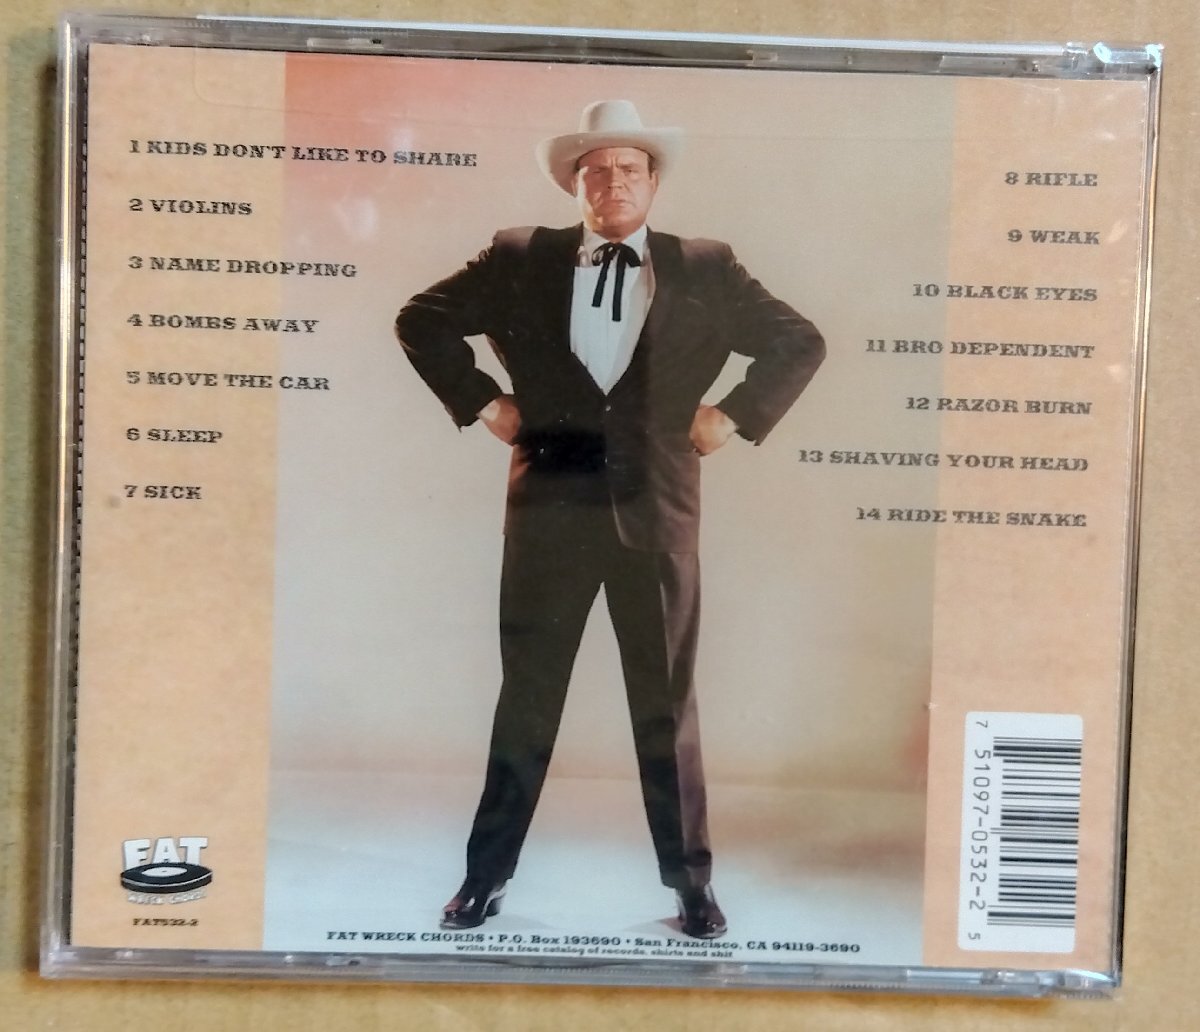 1 KIDS DON'T LIKE TO SHARE
2 VIOLINS
3 NAME DROPPING
4 BOMBS AWAY
5 MOVE THE CAR
6 SLEEP
7 SICK
8 RIFLE
9 WEAK
10 BLACK EYES
11 BRO DEPENDENT
12 RAZOR BURN
13 SHAVING YOUR HEAD
14 RIDE THE SNAKE
FAT
WRECK CHORDS
FAT532-2
FAT WRECK CHORDS • P.O. Box 193690 • San Francisco, CA 94119-3690
write for a free catalog of records, shirts and shit
7 51097-0532-2 5